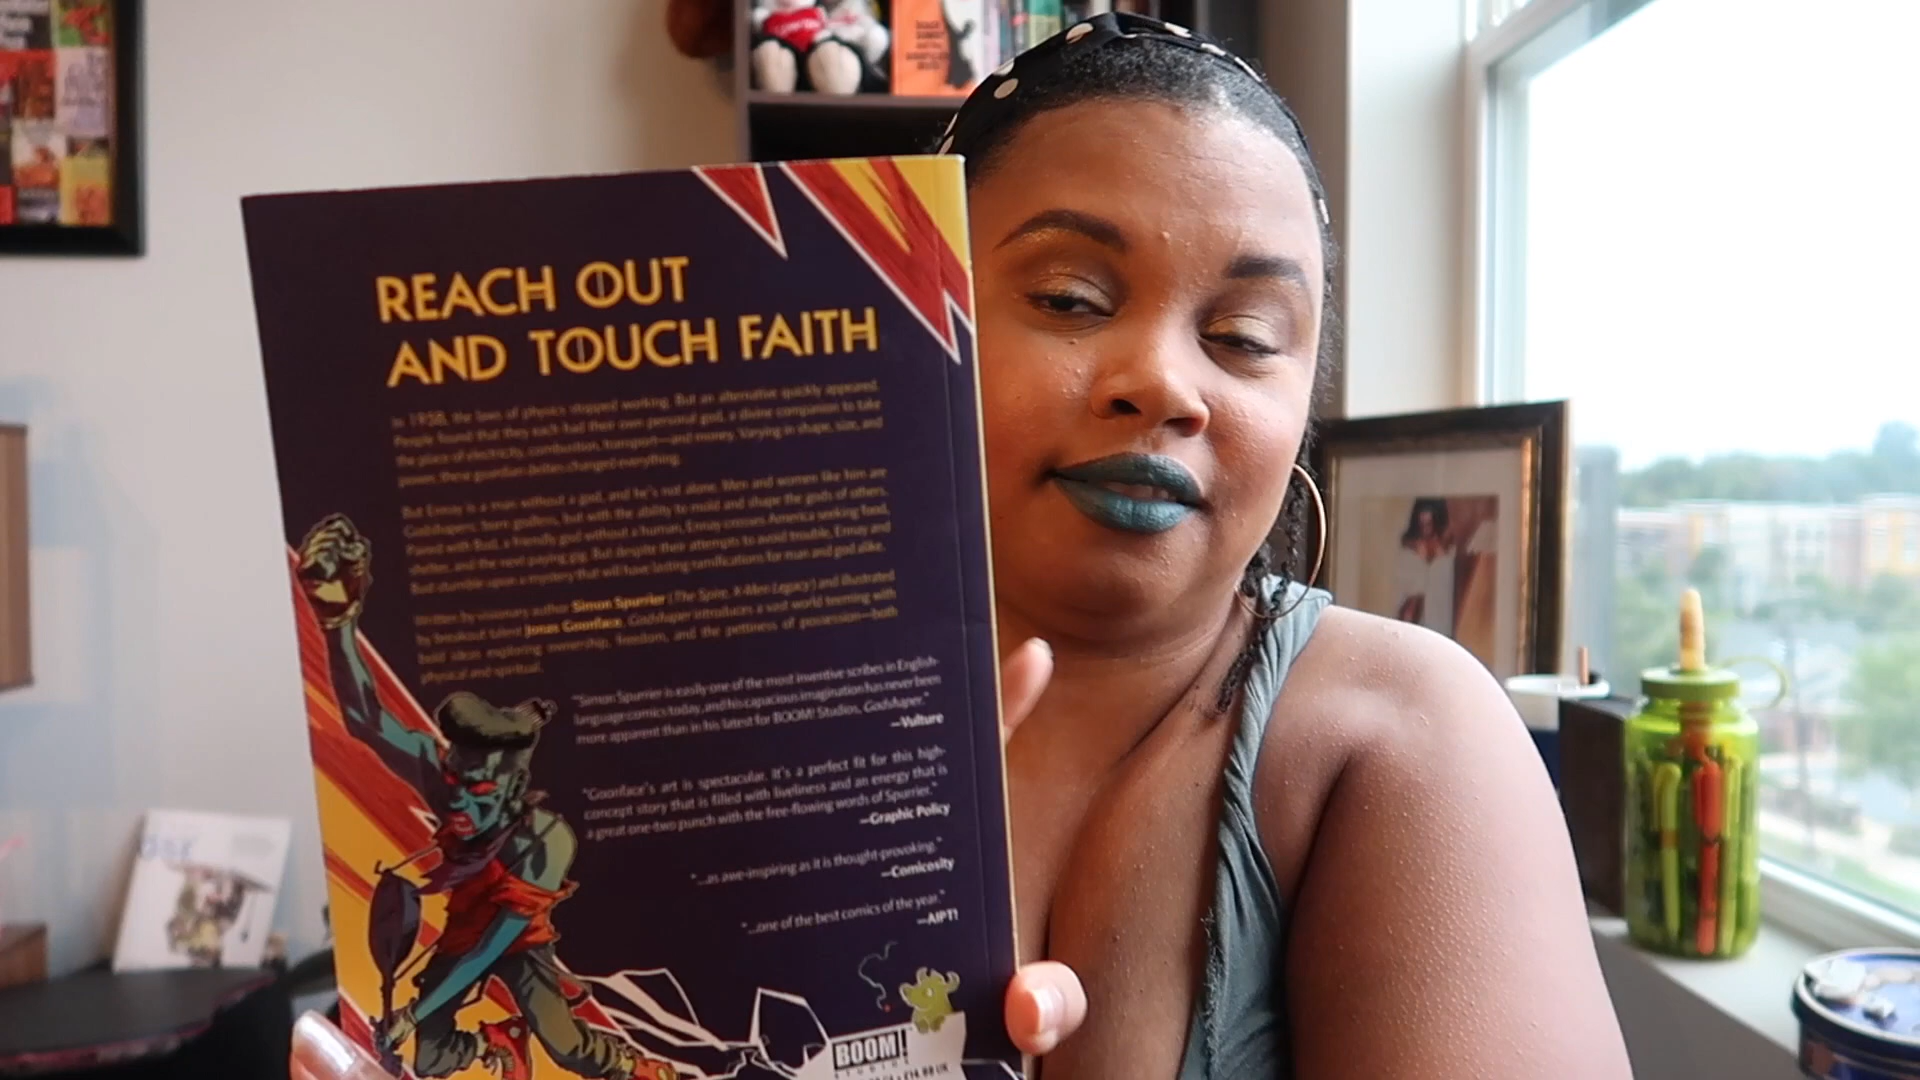 REACH OUT
AND TOUCH FAITH
In 1958, the laws of physics stopped working. But an alternative quickly appeared.
People found that they each had their own personal god, a divine companion to take
the place of electricity, combustion, transport—and money. Varying in shape, size, and
power, these guardian deities changed everything.
But Ennay is a man without a god, and he's not alone. Men and women like him are
Godshapers: born godless, but with the ability to mold and shape the gods of others.
Paired with Bud, a friendly god without a human, Ennay crosses America seeking food,
shelter, and the next paying gig. But despite their attempts to avoid trouble, Ennay and
Bud stumble upon a mystery that will have lasting ramifications for man and god alike.
Written by visionary author Simon Spurrier (The Spire, X-Men Legacy) and illustrated
by breakout talent Jonas Goonface, Godshaper introduces a vast world teeming with
bold ideas exploring ownership, freedom, and the pettiness of possession—both
physical and spiritual.
"Simon Spurrier is easily one of the most inventive scribes in English-
language comics today, and his capacious imagination has never been
more apparent than in his latest for BOOM! Studios, Godshaper."
—Vulture
"Goonface's art is spectacular. It's a perfect fit for this high-
concept story that is filled with liveliness and an energy that is
a great one-two punch with the free-flowing words of Spurrier."
—Graphic Policy
"...as awe-inspiring as it is thought-provoking."
—Comicosity
"...one of the best comics of the year."
—AIPT!
BOOM!
STUDIOS